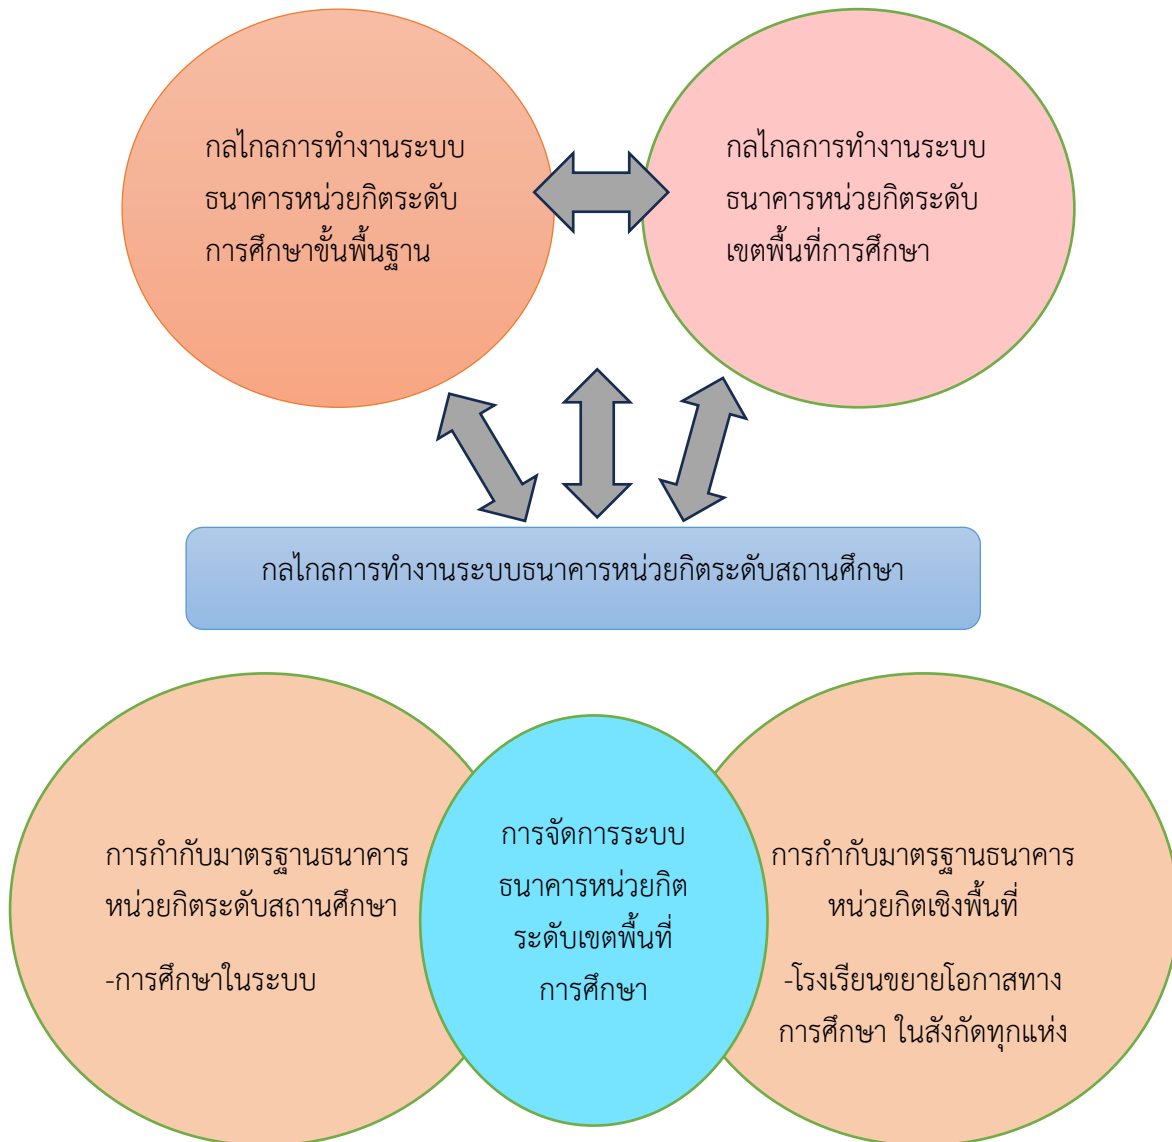 กลไกลการทำงานระบบ
ธนาคารหน่วยกิตระดับ
การศึกษาขั้นพื้นฐาน
กลไกลการทำงานระบบ
ธนาคารหน่วยกิตระดับ
เขตพื้นที่การศึกษา
กลไกลการทำงานระบบธนาคารหน่วยกิตระดับสถานศึกษา
การกำกับมาตรฐานธนาคาร
หน่วยกิตระดับสถานศึกษา
-การศึกษาในระบบ
การจัดการระบบ
ธนาคารหน่วยกิต
ระดับเขตพื้นที่
การศึกษา
การกำกับมาตรฐานธนาคาร
หน่วยกิตเชิงพื้นที่
-โรงเรียนขยายโอกาสทาง
การศึกษา ในสังกัดทุกแห่ง